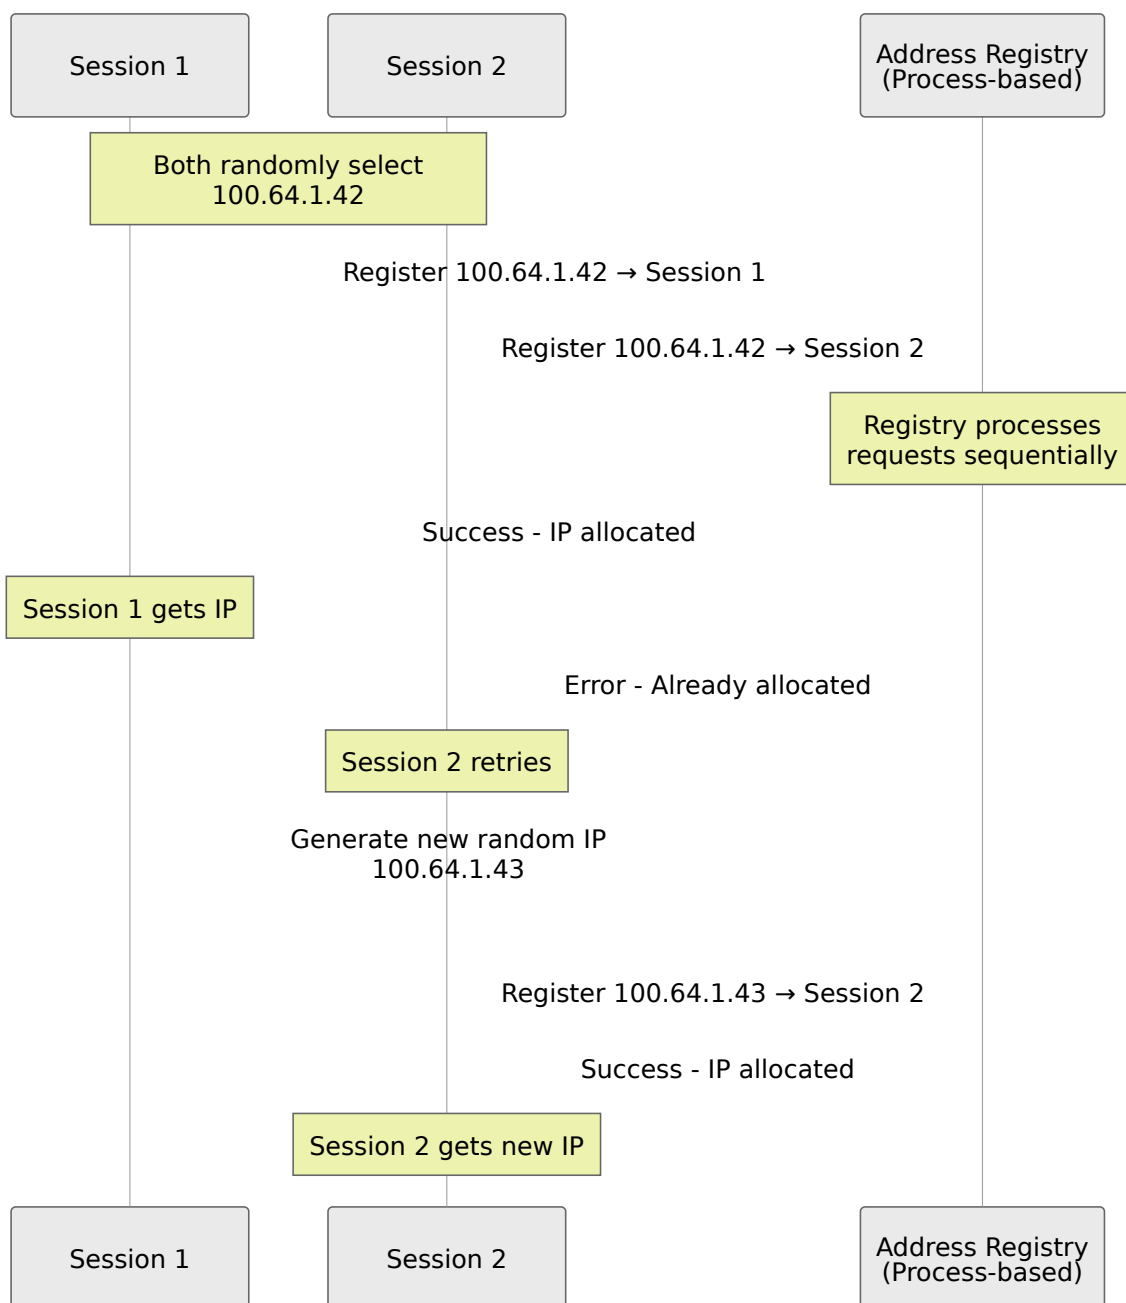 Session 1
Session 2
Address Registry
(Process-based)
Both randomly select
100.64.1.42
Register 100.64.1.42 → Session 1
Register 100.64.1.42 → Session 2
Registry processes
requests sequentially
Success - IP allocated
Session 1 gets IP
Error - Already allocated
Session 2 retries
Generate new random IP
100.64.1.43
Register 100.64.1.43 → Session 2
Success - IP allocated
Session 2 gets new IP
Session 1
Session 2
Address Registry
(Process-based)